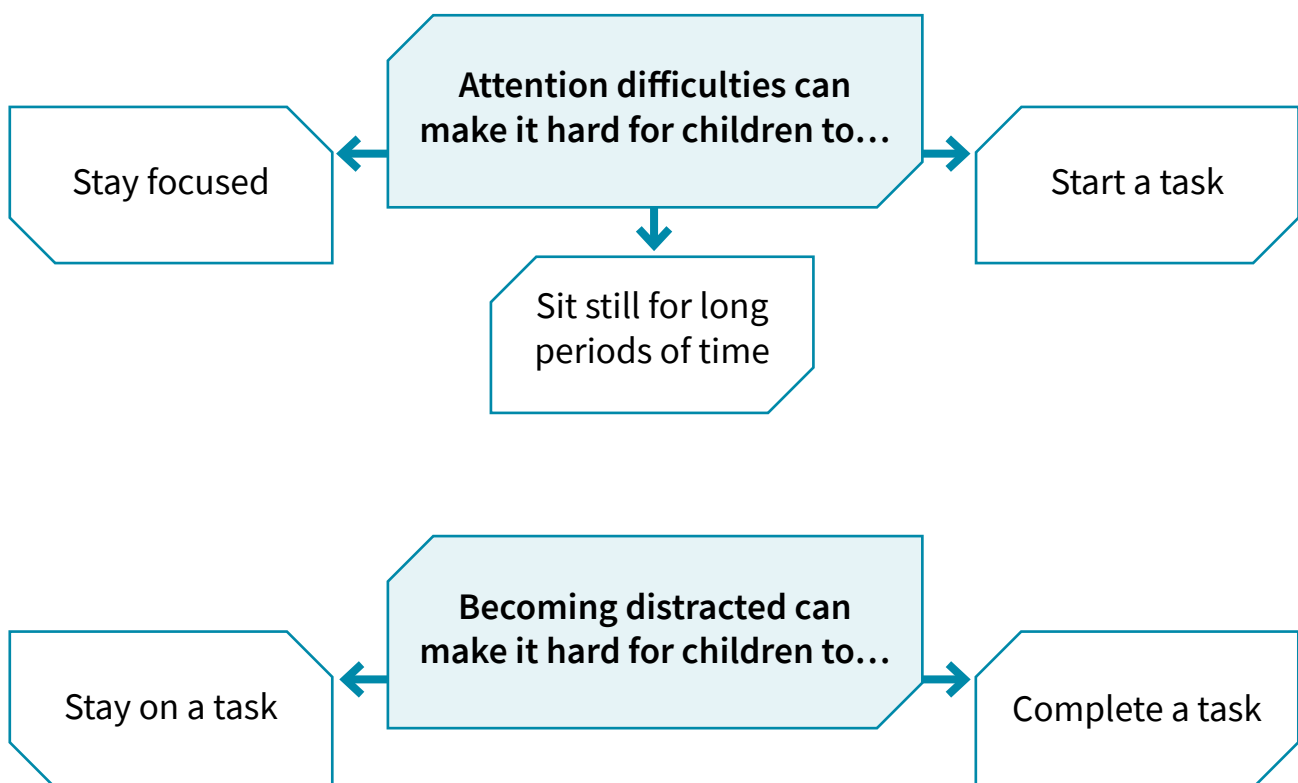 Attention difficulties can
make it hard for children to…
Stay focused
Start a task
Sit still for long
periods of time
Becoming distracted can
make it hard for children to…
Stay on a task
Complete a task